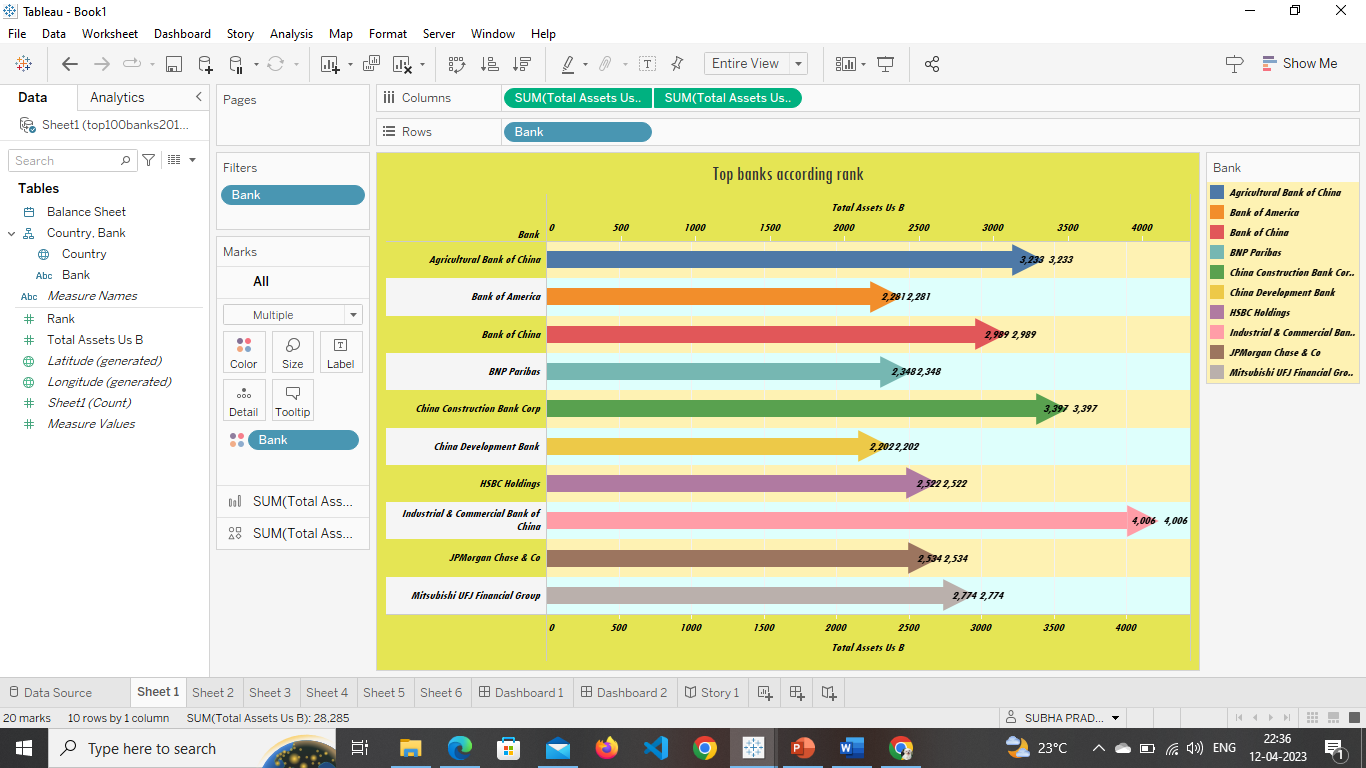 Tableau - Book1
File Data Worksheet Dashboard Story Analysis Map Format Server Window Help
Entire View
Show Me
Data Analytics
Pages
Columns SUM(Total Assets Us.. SUM(Total Assets Us..
Sheet1 (top100banks201...
Rows Bank
Search
Tables
Balance Sheet
Country, Bank
Country
Bank
Measure Names
Rank
Total Assets Us B
Latitude (generated)
Longitude (generated)
Sheet1 (Count)
Measure Values
Filters
Bank
Marks
All
Multiple
Color Size Label
Detail Tooltip
Bank
SUM(Total Ass...
SUM(Total Ass...
Top banks according rank
Total Assets Us B
Bank 0 500 1000 1500 2000 2500 3000 3500 4000
Agricultural Bank of China 3,233 3,233
Bank of America 2,281 2,281
Bank of China 2,989 2,989
BNP Paribas 2,348 2,348
China Construction Bank Corp 3,397 3,397
China Development Bank 2,202 2,202
HSBC Holdings 2,522 2,522
Industrial & Commercial Bank of
China 4,006 4,006
JPMorgan Chase & Co 2,534 2,534
Mitsubishi UFJ Financial Group 2,774 2,774
0 500 1000 1500 2000 2500 3000 3500 4000
Total Assets Us B
Bank
Agricultural Bank of China
Bank of America
Bank of China
BNP Paribas
China Construction Bank Cor..
China Development Bank
HSBC Holdings
Industrial & Commercial Ban..
JPMorgan Chase & Co
Mitsubishi UFJ Financial Gro..
Data Source Sheet 1 Sheet 2 Sheet 3 Sheet 4 Sheet 5 Sheet 6 Dashboard 1 Dashboard 2 Story 1
20 marks 10 rows by 1 column SUM(Total Assets Us B): 28,285
SUBHA PRAD...
Type here to search
23°C
ENG
22:36
12-04-2023
1